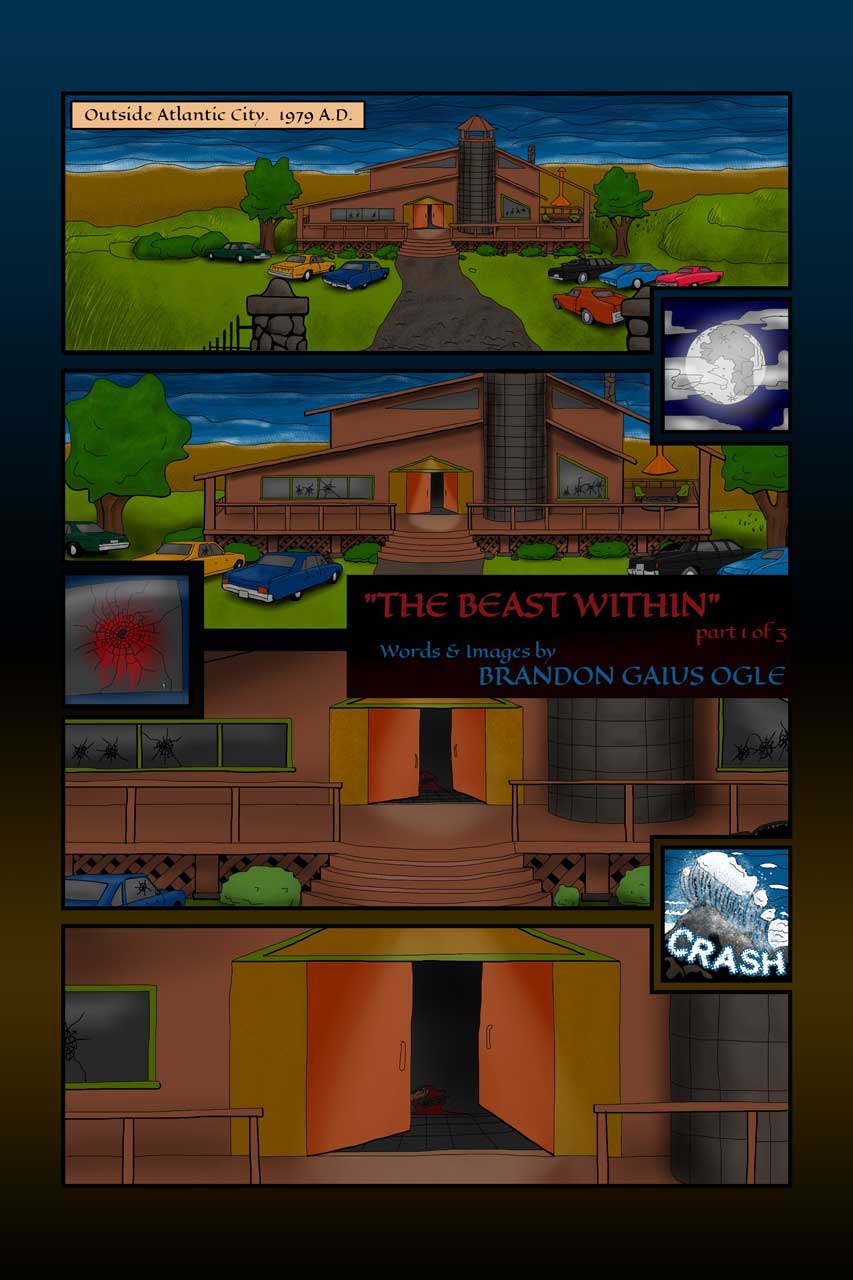 Outside Atlantic City. 1979 A.D.
"THE BEAST WITHIN"
part 1 of 3
Words & Images by
BRANDON GAIUS OGLE
CRASH